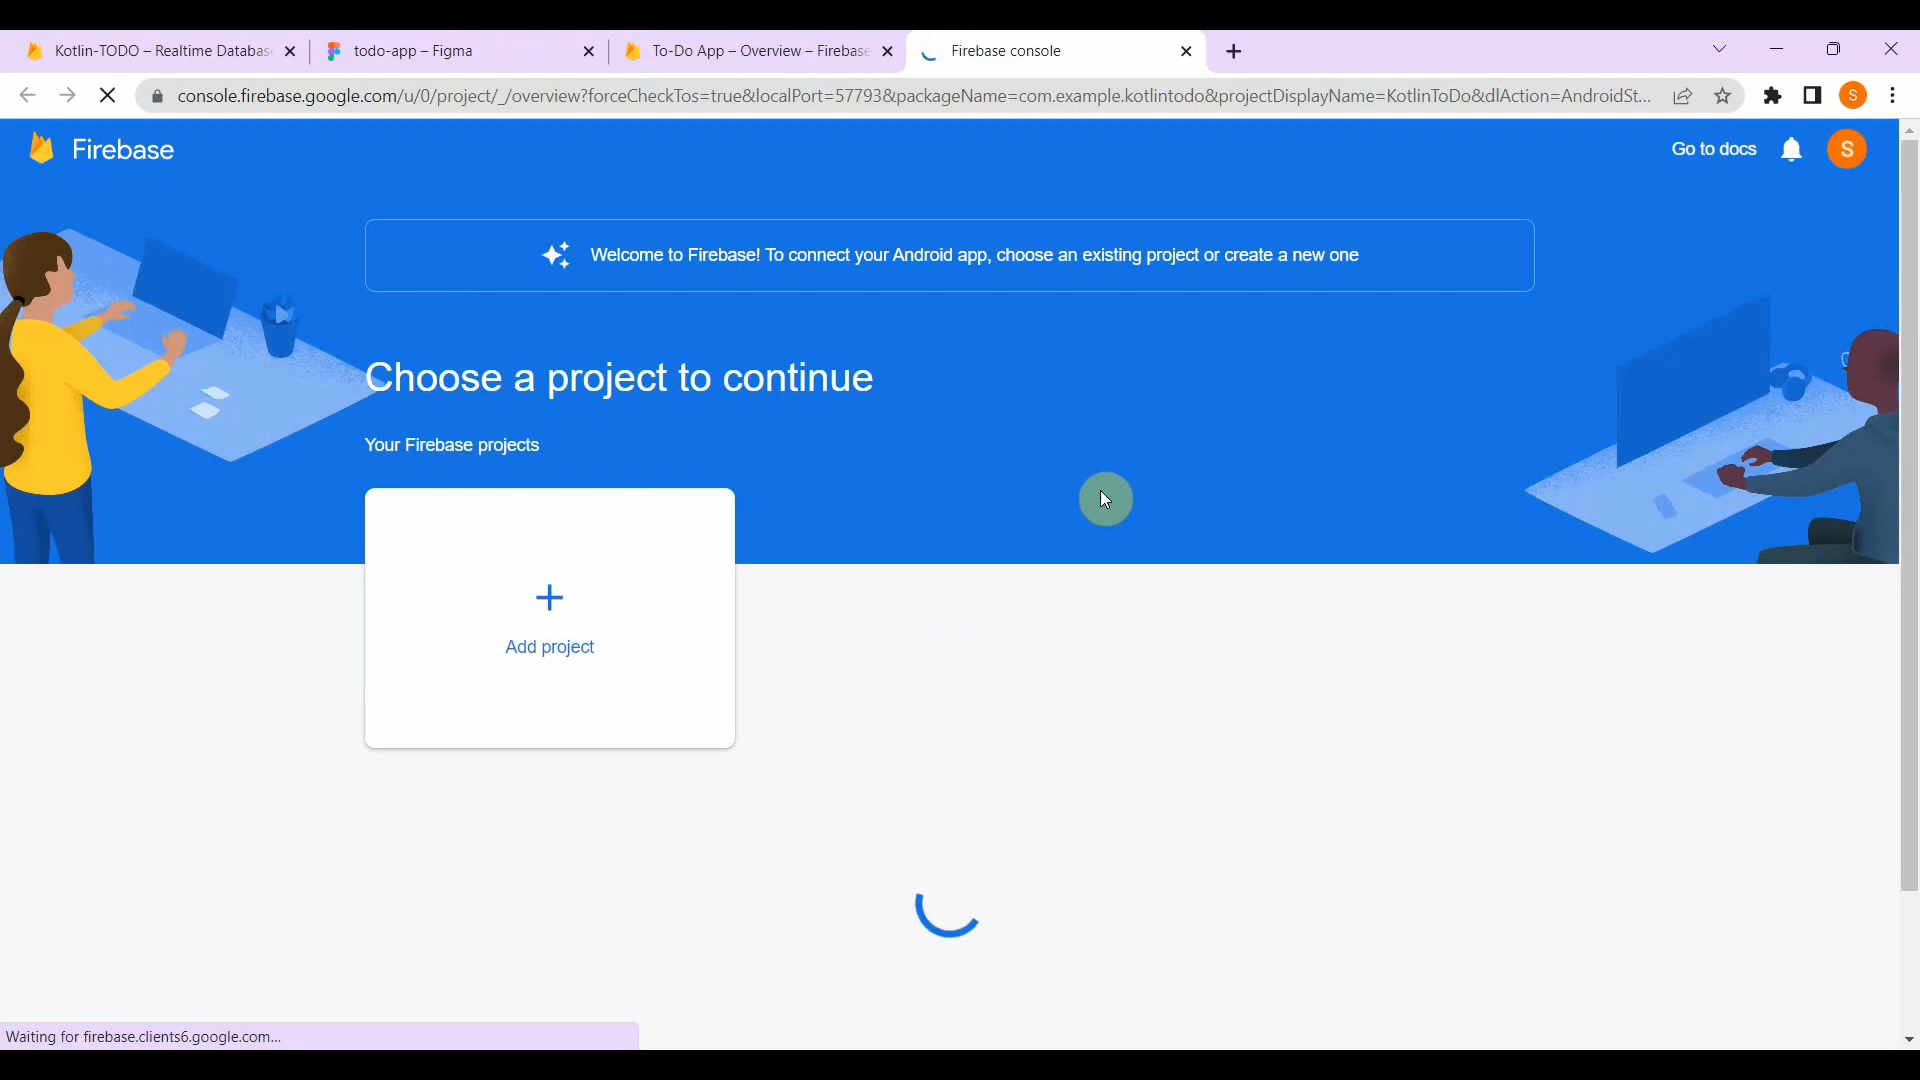 Kotlin-TODO – Realtime Databas
todo-app – Figma
To-Do App – Overview – Firebase
Firebase console
console.firebase.google.com/u/0/project/_/overview?forceCheckTos=true&localPort=57793&packageName=com.example.kotlintodo&projectDisplayName=KotlinToDo&dlAction=AndroidSt...
S
Firebase
Go to docs
S
Welcome to Firebase! To connect your Android app, choose an existing project or create a new one
Choose a project to continue
Your Firebase projects
Add project
Waiting for firebase.clients6.google.com...